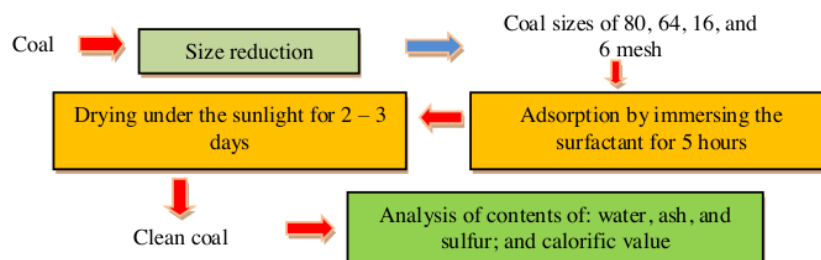 Coal
Size reduction
Coal sizes of 80, 64, 16, and
6 mesh
Adsorption by immersing the
surfactant for 5 hours
Drying under the sunlight for 2 – 3
days
Clean coal
Analysis of contents of: water, ash, and
sulfur; and calorific value